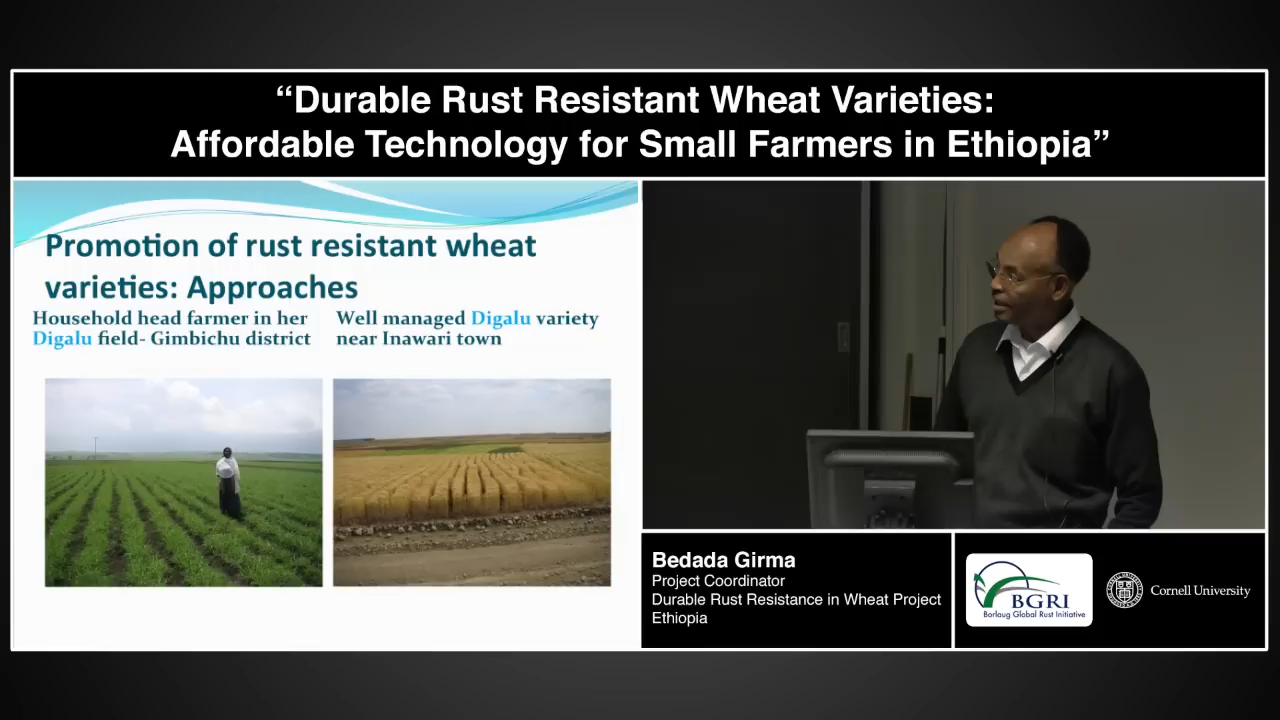 “Durable Rust Resistant Wheat Varieties:
Affordable Technology for Small Farmers in Ethiopia”
Promotion of rust resistant wheat
varieties: Approaches
Household head farmer in her
Digalu field- Gimbichu district
Well managed Digalu variety
near Inawari town
Bedada Girma
Project Coordinator
Durable Rust Resistance in Wheat Project
Ethiopia
BGRI
Borlaug Global Rust Initiative
Cornell University